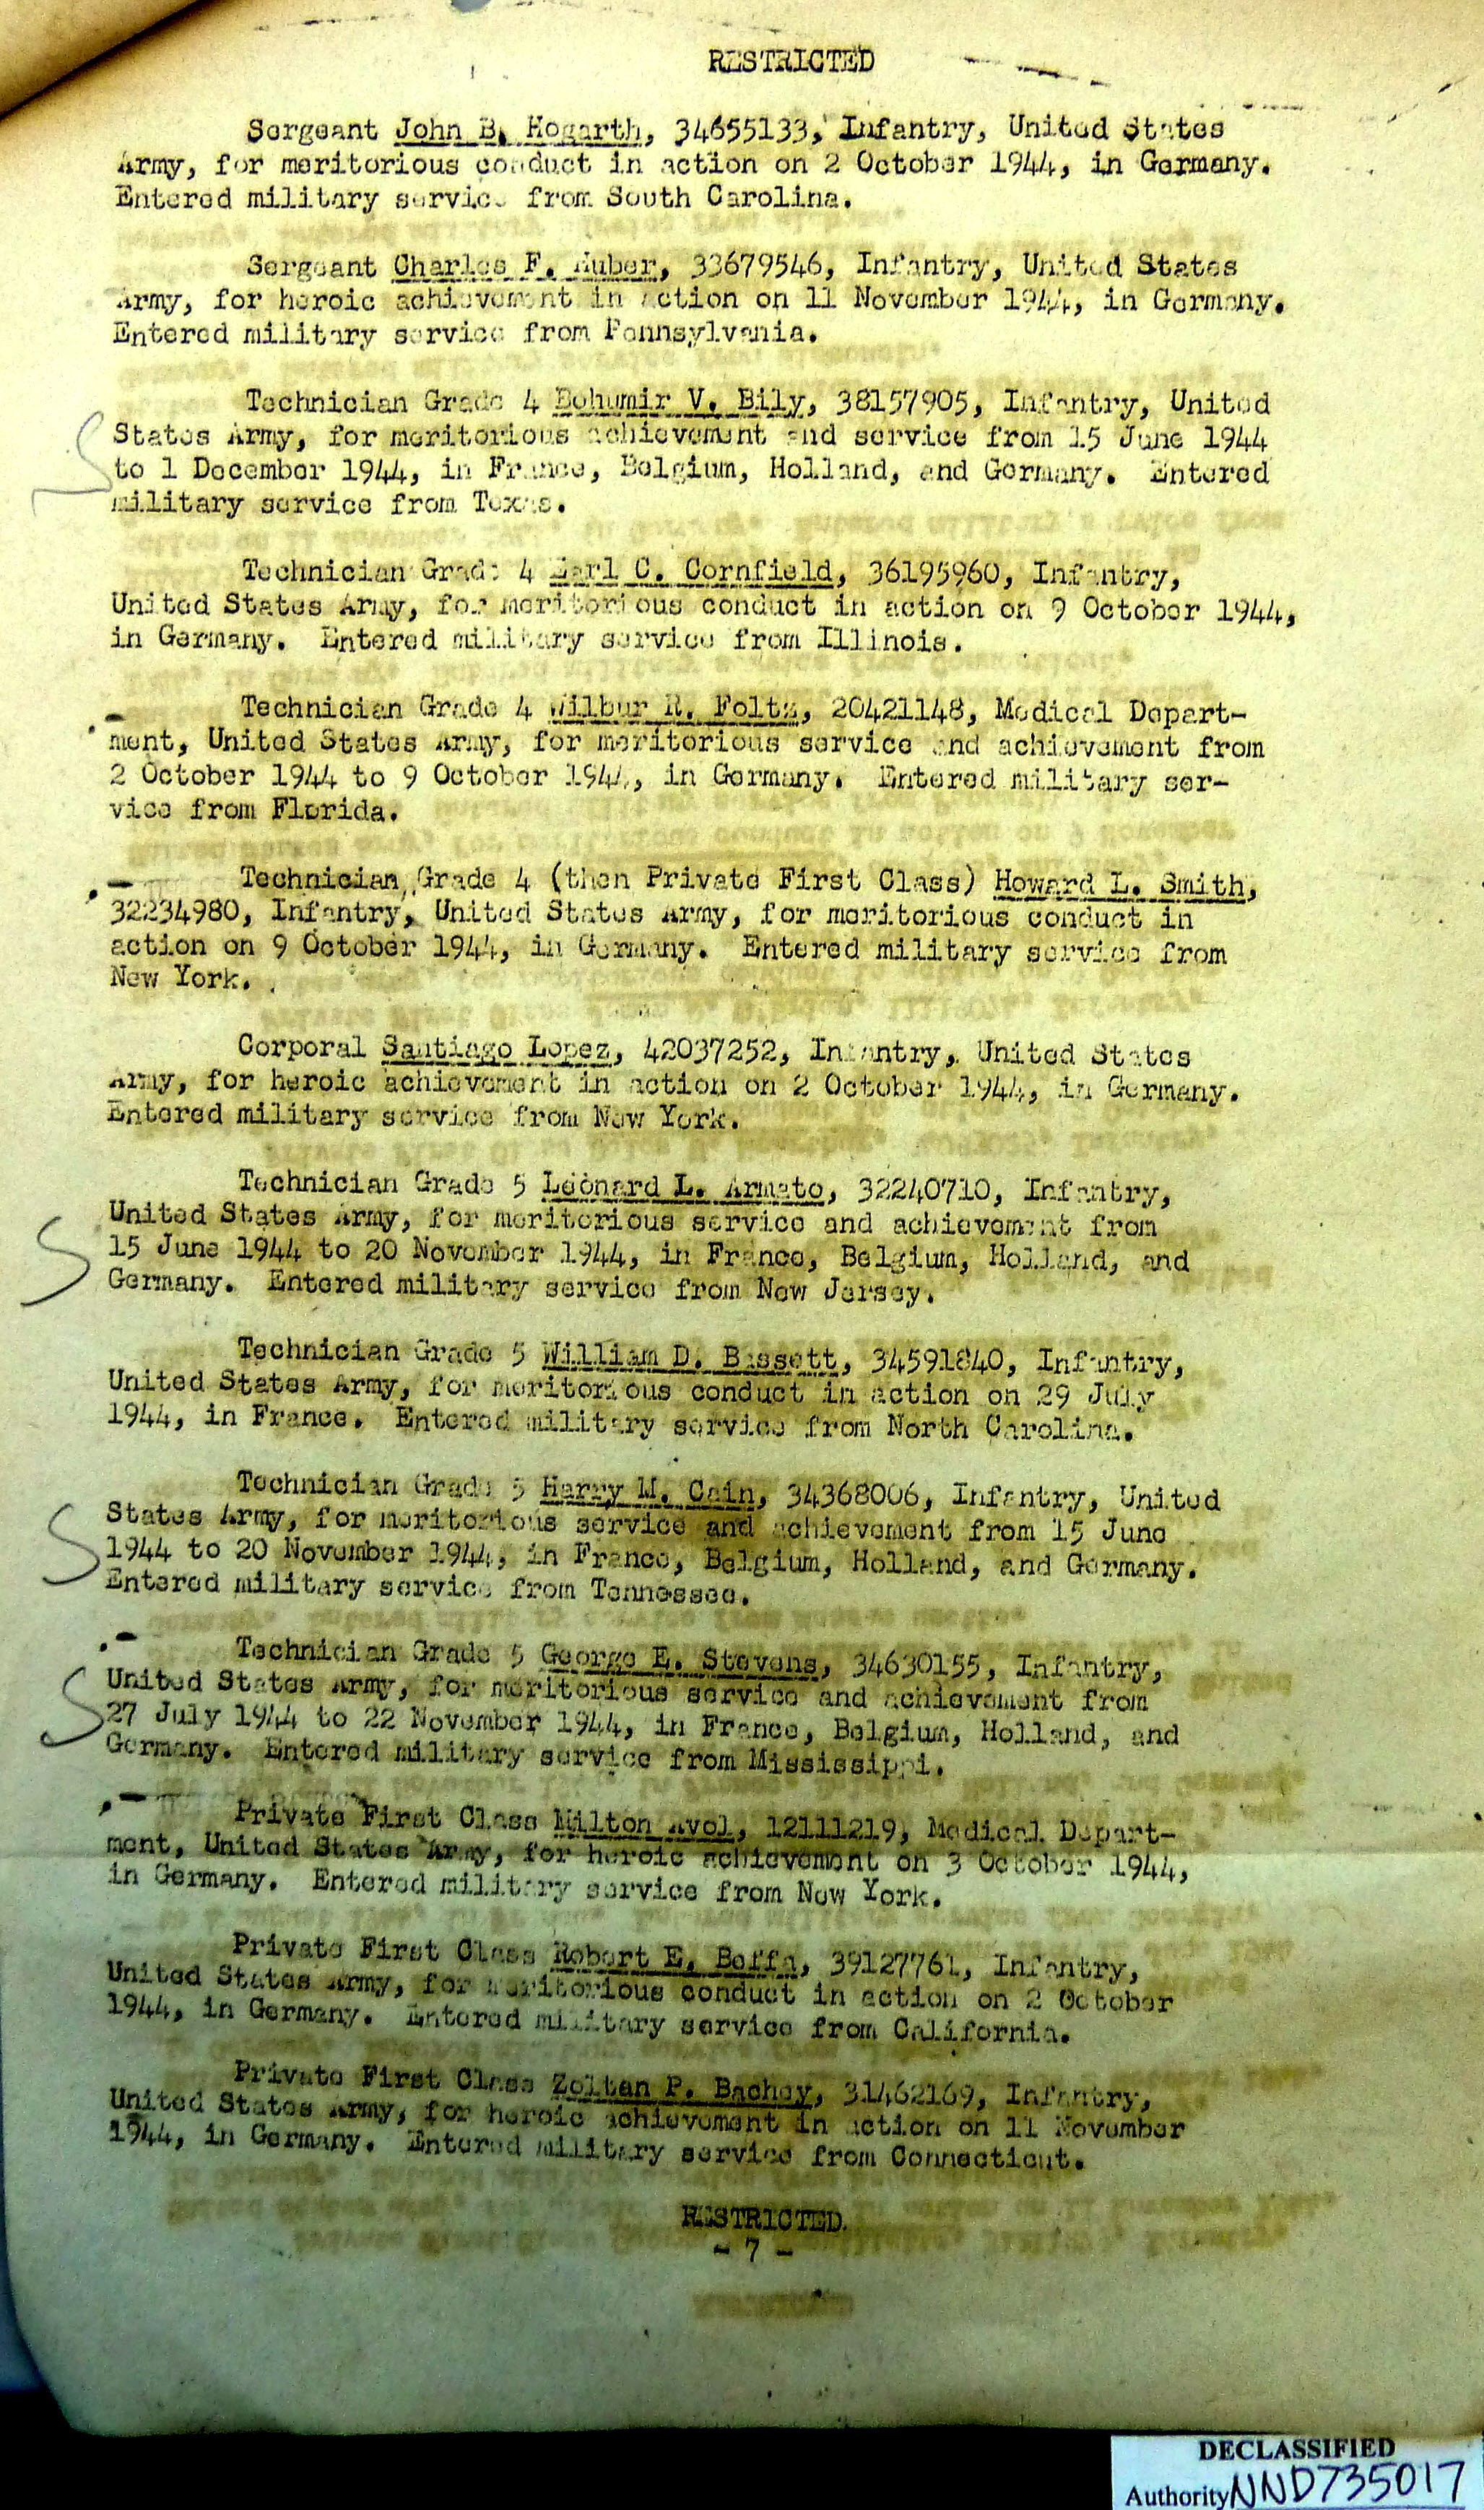 RESTRICTED
Sergeant John B. Hogarth, 34655133, Infantry, United States
Army, for meritorious conduct in action on 2 October 1944, in Germany.
Entered military service from South Carolina.
Sergeant Charles F. Huber, 33679546, Infantry, United States
Army, for heroic achievement in action on 11 November 1944, in Germany.
Entered military service from Pennsylvania.
Technician Grade 4 Bohumir V. Bily, 38157905, Infantry, United
States Army, for meritorious achievement and service from 15 June 1944
to 1 December 1944, in France, Belgium, Holland, and Germany. Entered
military service from Texas.
Technician Grade 4 Earl C. Cornfield, 36195960, Infantry,
United States Army, for meritorious conduct in action on 9 October 1944,
in Germany. Entered military service from Illinois.
Technician Grade 4 Wilbur R. Foltz, 20421148, Medical Depart-
ment, United States Army, for meritorious service and achievement from
2 October 1944 to 9 October 1944, in Germany. Entered military ser-
vice from Florida.
Technician Grade 4 (then Private First Class) Howard L. Smith,
32234980, Infantry, United States Army, for meritorious conduct in
action on 9 October 1944, in Germany. Entered military service from
New York.
Corporal Santiago Lopez, 42037252, Infantry, United States
Army, for heroic achievement in action on 2 October 1944, in Germany.
Entered military service from New York.
Technician Grade 5 Leonard L. Armato, 32240710, Infantry,
United States Army, for meritorious service and achievement from
15 June 1944 to 20 November 1944, in France, Belgium, Holland, and
Germany. Entered military service from New Jersey.
Technician Grade 5 William D. Bassett, 34591840, Infantry,
United States Army, for meritorious conduct in action on 29 July
1944, in France. Entered military service from North Carolina.
Technician Grade 5 Harry M. Cain, 34368006, Infantry, United
States Army, for meritorious service and achievement from 15 June
1944 to 20 November 1944, in France, Belgium, Holland, and Germany.
Entered military service from Tennessee.
Technician Grade 5 George E. Stevens, 34630155, Infantry,
United States Army, for meritorious service and achievement from
27 July 1944 to 22 November 1944, in France, Belgium, Holland, and
Germany. Entered military service from Mississippi.
Private First Class Milton Avol, 12111219, Medical Depart-
ment, United States Army, for heroic achievement on 3 October 1944,
in Germany. Entered military service from New York.
Private First Class Robert E. Boffa, 39127761, Infantry,
United States Army, for meritorious conduct in action on 2 October
1944, in Germany. Entered military service from California.
Private First Class Zoltan P. Bachey, 31462169, Infantry,
United States Army, for heroic achievement in action on 11 November
1944, in Germany. Entered military service from Connecticut.
RESTRICTED
- 7 -
DECLASSIFIED
Authority NND735017